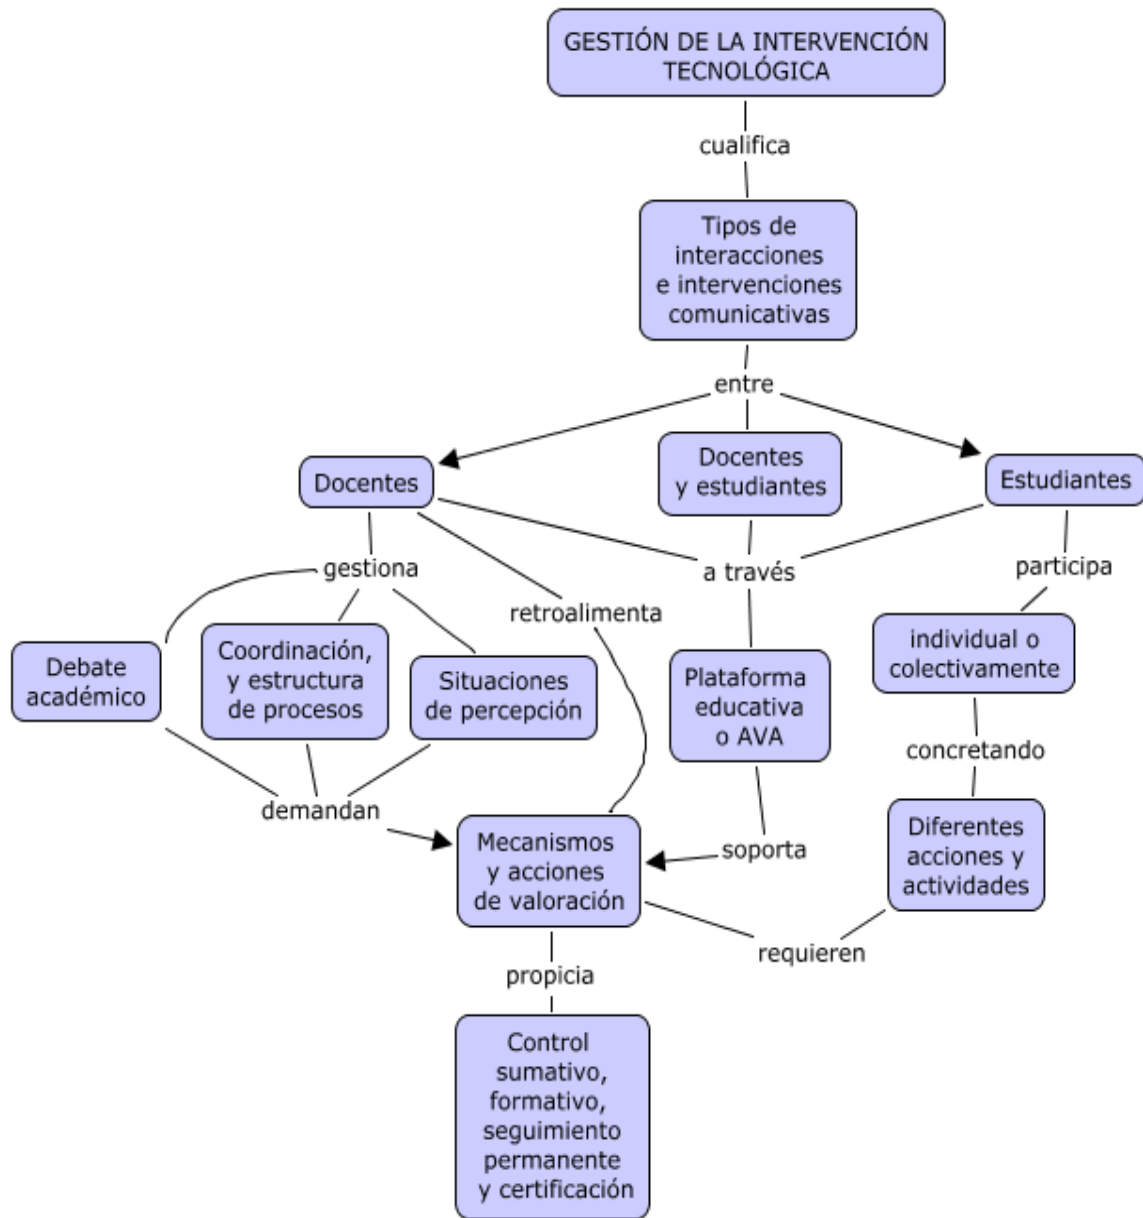 GESTIÓN DE LA INTERVENCIÓN
TECNOLÓGICA
cualifica
Tipos de
interacciones
e intervenciones
comunicativas
entre
Docentes
Docentes
y estudiantes
Estudiantes
gestiona
retroalimenta
a través
participa
Debate
académico
Coordinación,
y estructura
de procesos
Situaciones
de percepción
Plataforma
educativa
o AVA
individual o
colectivamente
demandan
soporta
concretando
Mecanismos
y acciones
de valoración
Diferentes
acciones y
actividades
requieren
propicia
Control
sumativo,
formativo,
seguimiento
permanente
y certificación